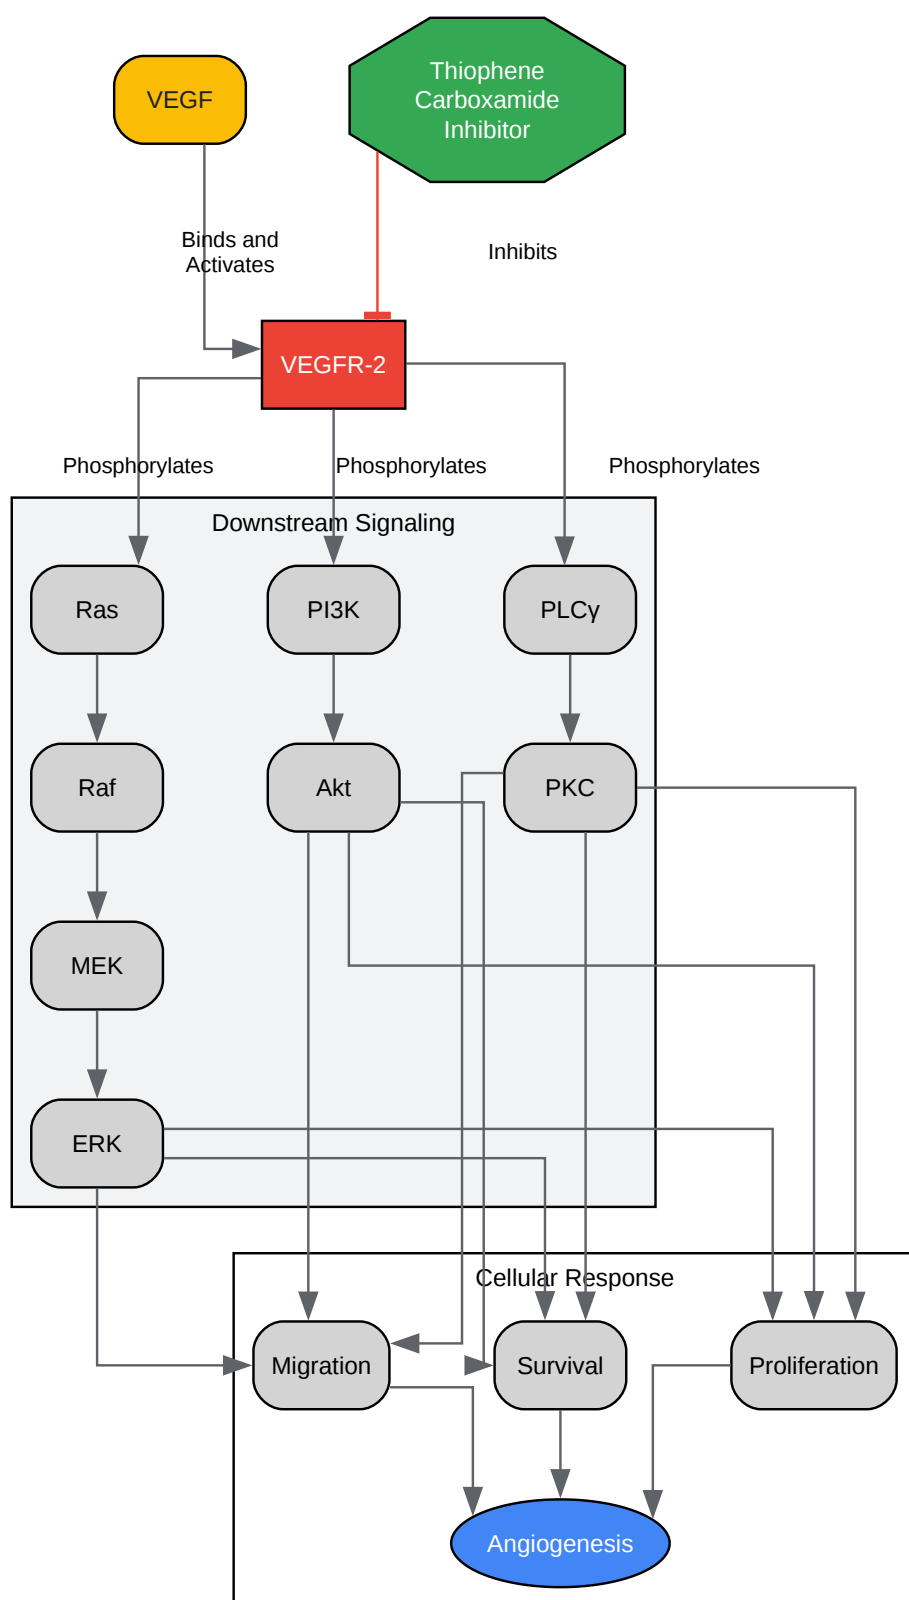 VEGF
Thiophene
Carboxamide
Inhibitor
Binds and
Activates
Inhibits
VEGFR-2
Phosphorylates
Phosphorylates
Phosphorylates
Downstream Signaling
Ras
PI3K
PLCγ
Raf
Akt
PKC
MEK
ERK
Cellular Response
Migration
Survival
Proliferation
Angiogenesis